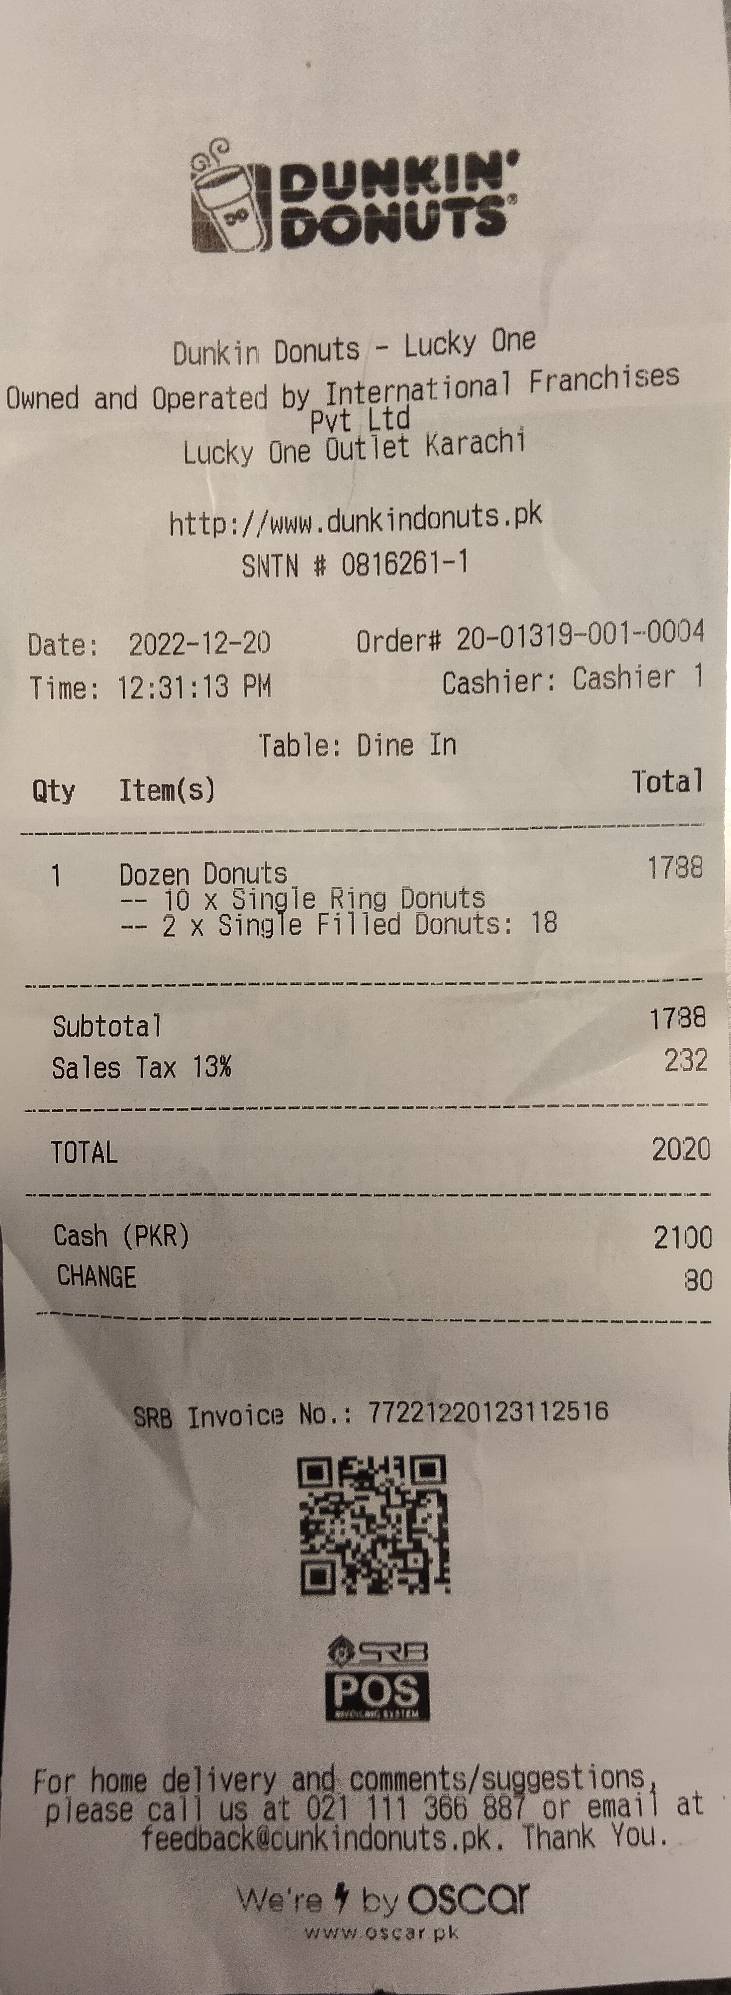 DUNKIN'
DONUTS®
Dunkin Donuts - Lucky One
Owned and Operated by International Franchises
Pvt Ltd
Lucky One Outlet Karachi
http://www.dunkindonuts.pk
SNTN # 0816261-1
Date: 2022-12-20 Order# 20-01319-001-0004
Time: 12:31:13 PM Cashier: Cashier 1
Table: Dine In
Qty Item(s) Total
1 Dozen Donuts 1788
-- 10 x Single Ring Donuts
-- 2 x Single Filled Donuts: 18
Subtotal 1788
Sales Tax 13% 232
TOTAL 2020
Cash (PKR) 2100
CHANGE 80
SRB Invoice No.: 77221220123112516
SRB
POS
INVOICING SYSTEM
For home delivery and comments/suggestions,
please call us at 021 111 366 887 or email at
feedback@cunkindonuts.pk. Thank You.
We're by oscar
www.oscar.pk